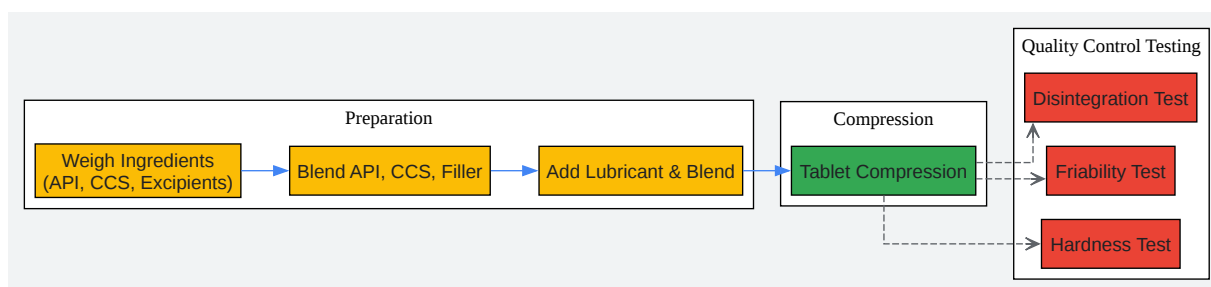 Preparation
Weigh Ingredients
(API, CCS, Excipients)
Blend API, CCS, Filler
Add Lubricant & Blend
Compression
Tablet Compression
Quality Control Testing
Disintegration Test
Friability Test
Hardness Test